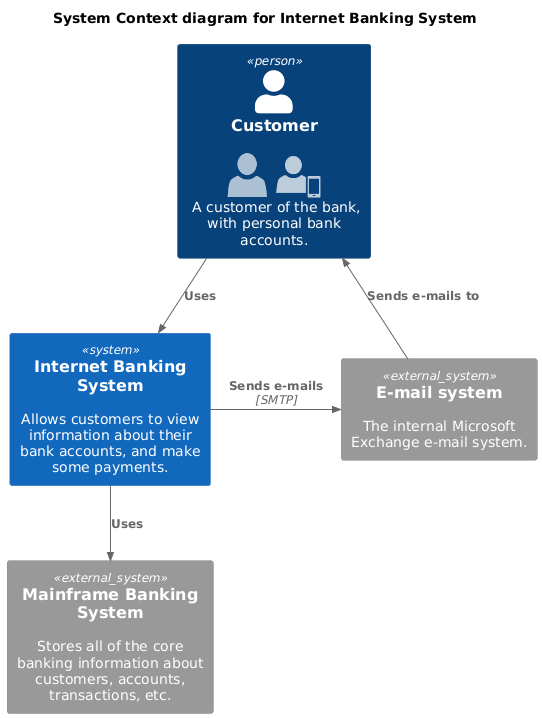 System Context diagram for Internet Banking System
«person»
Customer
A customer of the bank,
with personal bank
accounts.
Uses
Sends e-mails to
«system»
Internet Banking
System
Allows customers to view
information about their
bank accounts, and make
some payments.
Sends e-mails
[SMTP]
«external_system»
E-mail system
The internal Microsoft
Exchange e-mail system.
Uses
«external_system»
Mainframe Banking
System
Stores all of the core
banking information about
customers, accounts,
transactions, etc.